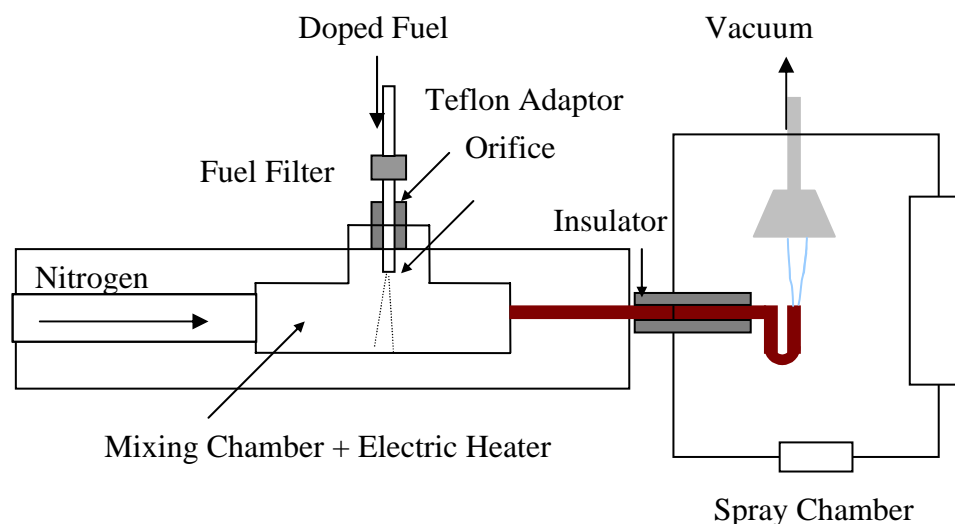 Doped Fuel
Vacuum
Teflon Adaptor
Orifice
Fuel Filter
Insulator
Nitrogen
Mixing Chamber + Electric Heater
Spray Chamber